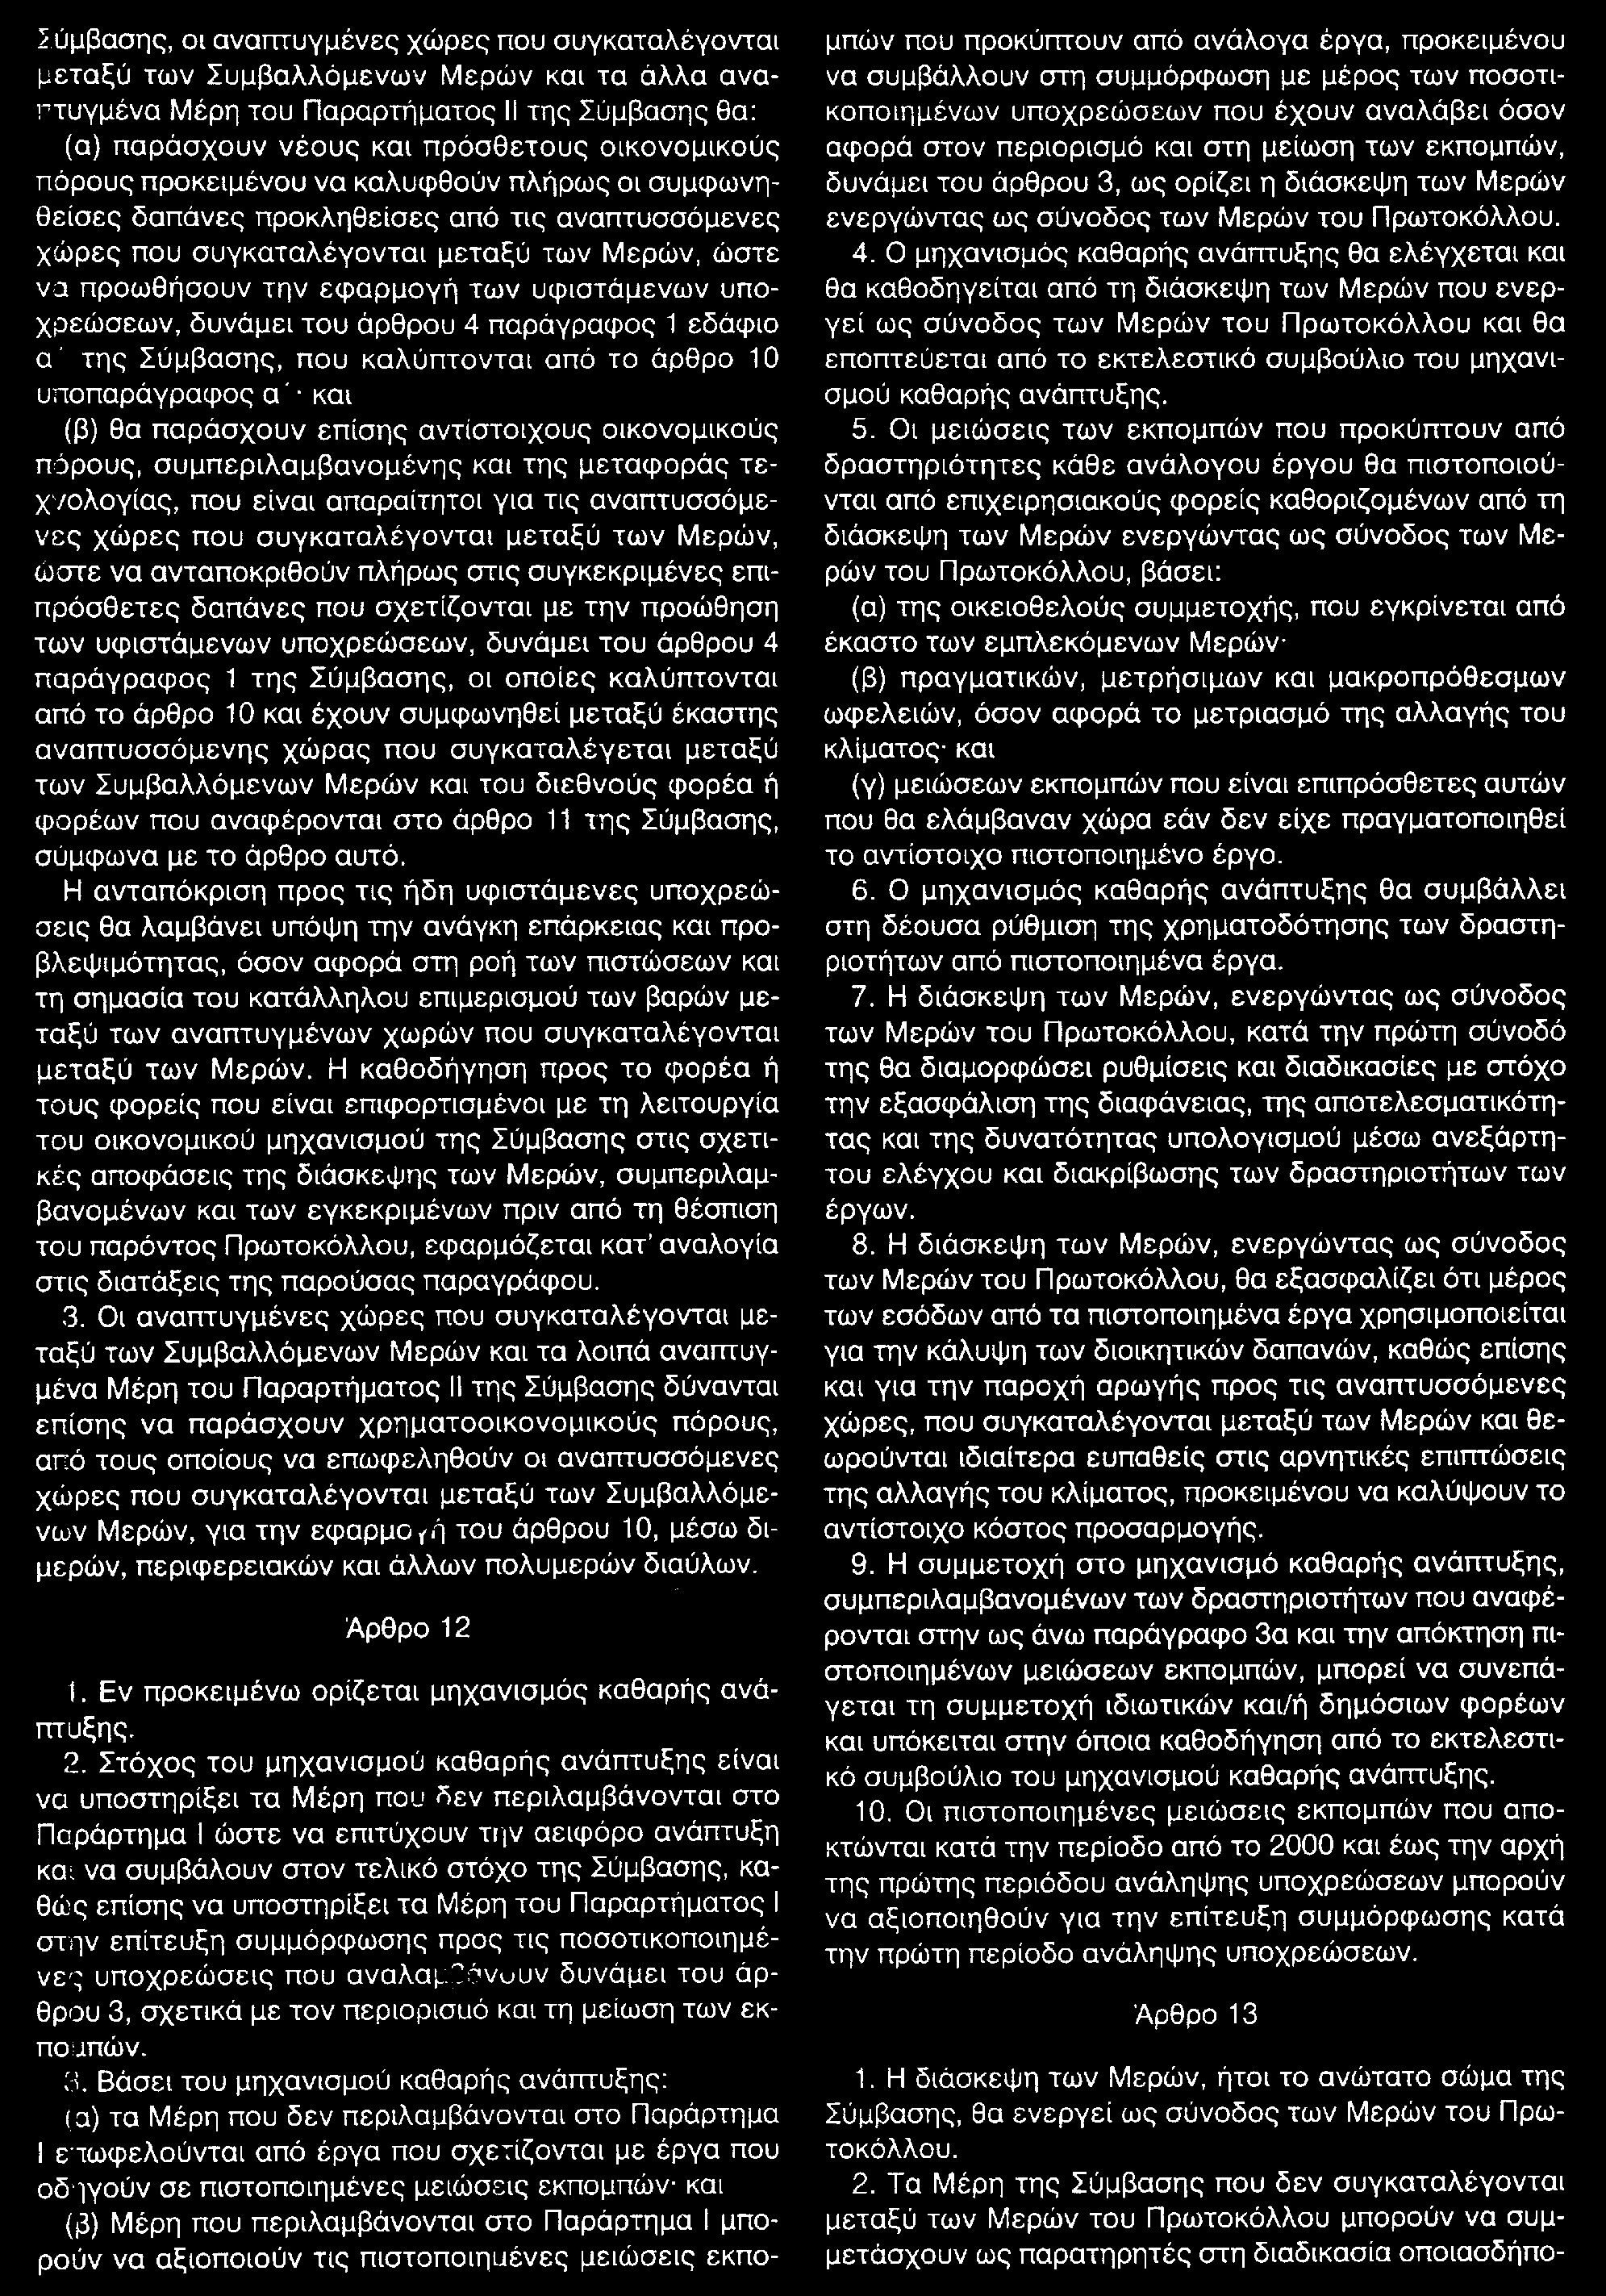 Σύμβασης, οι αναπτυγμένες χώρες που συγκαταλέγονται
μεταξύ των Συμβαλλόμενων Μερών και τα άλλα ανα-
πτυγμένα Μέρη του Παραρτήματος ΙΙ της Σύμβασης θα:
(α) παράσχουν νέους και πρόσθετους οικονομικούς
πόρους προκειμένου να καλυφθούν πλήρως οι συμφωνη-
θείσες δαπάνες προκληθείσες από τις αναπτυσσόμενες
χώρες που συγκαταλέγονται μεταξύ των Μερών, ώστε
να προωθήσουν την εφαρμογή των υφιστάμενων υπο-
χρεώσεων, δυνάμει του άρθρου 4 παράγραφος 1 εδάφιο
α΄ της Σύμβασης, που καλύπτονται από το άρθρο 10
υποπαράγραφος α΄· και
(β) θα παράσχουν επίσης αντίστοιχους οικονομικούς
πόρους, συμπεριλαμβανομένης και της μεταφοράς τε-
χνολογίας, που είναι απαραίτητοι για τις αναπτυσσόμε-
νες χώρες που συγκαταλέγονται μεταξύ των Μερών,
ώστε να ανταποκριθούν πλήρως στις συγκεκριμένες επι-
πρόσθετες δαπάνες που σχετίζονται με την προώθηση
των υφιστάμενων υποχρεώσεων, δυνάμει του άρθρου 4
παράγραφος 1 της Σύμβασης, οι οποίες καλύπτονται
από το άρθρο 10 και έχουν συμφωνηθεί μεταξύ έκαστης
αναπτυσσόμενης χώρας που συγκαταλέγεται μεταξύ
των Συμβαλλόμενων Μερών και του διεθνούς φορέα ή
φορέων που αναφέρονται στο άρθρο 11 της Σύμβασης,
σύμφωνα με το άρθρο αυτό.
Η ανταπόκριση προς τις ήδη υφιστάμενες υποχρεώ-
σεις θα λαμβάνει υπόψη την ανάγκη επάρκειας και προ-
βλεψιμότητας, όσον αφορά στη ροή των πιστώσεων και
τη σημασία του κατάλληλου επιμερισμού των βαρών με-
ταξύ των αναπτυγμένων χωρών που συγκαταλέγονται
μεταξύ των Μερών. Η καθοδήγηση προς το φορέα ή
τους φορείς που είναι επιφορτισμένοι με τη λειτουργία
του οικονομικού μηχανισμού της Σύμβασης στις σχετι-
κές αποφάσεις της διάσκεψης των Μερών, συμπεριλαμ-
βανομένων και των εγκεκριμένων πριν από τη θέσπιση
του παρόντος Πρωτοκόλλου, εφαρμόζεται κατ' αναλογία
στις διατάξεις της παρούσας παραγράφου.
3. Οι αναπτυγμένες χώρες που συγκαταλέγονται με-
ταξύ των Συμβαλλόμενων Μερών και τα λοιπά αναπτυγ-
μένα Μέρη του Παραρτήματος ΙΙ της Σύμβασης δύνανται
επίσης να παράσχουν χρηματοοικονομικούς πόρους,
από τους οποίους να επωφεληθούν οι αναπτυσσόμενες
χώρες που συγκαταλέγονται μεταξύ των Συμβαλλόμε-
νων Μερών, για την εφαρμογή του άρθρου 10, μέσω δι-
μερών, περιφερειακών και άλλων πολυμερών διαύλων.
Άρθρο 12
1. Εν προκειμένω ορίζεται μηχανισμός καθαρής ανά-
πτυξης.
2. Στόχος του μηχανισμού καθαρής ανάπτυξης είναι
να υποστηρίξει τα Μέρη που δεν περιλαμβάνονται στο
Παράρτημα Ι ώστε να επιτύχουν την αειφόρο ανάπτυξη
και να συμβάλουν στον τελικό στόχο της Σύμβασης, κα-
θώς επίσης να υποστηρίξει τα Μέρη του Παραρτήματος Ι
στην επίτευξη συμμόρφωσης προς τις ποσοτικοποιημέ-
νες υποχρεώσεις που αναλαμβάνουν δυνάμει του άρ-
θρου 3, σχετικά με τον περιορισμό και τη μείωση των εκ-
πομπών.
3. Βάσει του μηχανισμού καθαρής ανάπτυξης:
(α) τα Μέρη που δεν περιλαμβάνονται στο Παράρτημα
Ι επωφελούνται από έργα που σχετίζονται με έργα που
οδηγούν σε πιστοποιημένες μειώσεις εκπομπών· και
(β) Μέρη που περιλαμβάνονται στο Παράρτημα Ι μπο-
ρούν να αξιοποιούν τις πιστοποιημένες μειώσεις εκπο-
μπών που προκύπτουν από ανάλογα έργα, προκειμένου
να συμβάλλουν στη συμμόρφωση με μέρος των ποσοτι-
κοποιημένων υποχρεώσεων που έχουν αναλάβει όσον
αφορά στον περιορισμό και στη μείωση των εκπομπών,
δυνάμει του άρθρου 3, ως ορίζει η διάσκεψη των Μερών
ενεργώντας ως σύνοδος των Μερών του Πρωτοκόλλου.
4. Ο μηχανισμός καθαρής ανάπτυξης θα ελέγχεται και
θα καθοδηγείται από τη διάσκεψη των Μερών που ενερ-
γεί ως σύνοδος των Μερών του Πρωτοκόλλου και θα
εποπτεύεται από το εκτελεστικό συμβούλιο του μηχανι-
σμού καθαρής ανάπτυξης.
5. Οι μειώσεις των εκπομπών που προκύπτουν από
δραστηριότητες κάθε ανάλογου έργου θα πιστοποιού-
νται από επιχειρησιακούς φορείς καθοριζομένων από τη
διάσκεψη των Μερών ενεργώντας ως σύνοδος των Με-
ρών του Πρωτοκόλλου, βάσει:
(α) της οικειοθελούς συμμετοχής, που εγκρίνεται από
έκαστο των εμπλεκόμενων Μερών·
(β) πραγματικών, μετρήσιμων και μακροπρόθεσμων
ωφελειών, όσον αφορά το μετριασμό της αλλαγής του
κλίματος· και
(γ) μειώσεων εκπομπών που είναι επιπρόσθετες αυτών
που θα ελάμβαναν χώρα εάν δεν είχε πραγματοποιηθεί
το αντίστοιχο πιστοποιημένο έργο.
6. Ο μηχανισμός καθαρής ανάπτυξης θα συμβάλλει
στη δέουσα ρύθμιση της χρηματοδότησης των δραστη-
ριοτήτων από πιστοποιημένα έργα.
7. Η διάσκεψη των Μερών, ενεργώντας ως σύνοδος
των Μερών του Πρωτοκόλλου, κατά την πρώτη σύνοδό
της θα διαμορφώσει ρυθμίσεις και διαδικασίες με στόχο
την εξασφάλιση της διαφάνειας, της αποτελεσματικότη-
τας και της δυνατότητας υπολογισμού μέσω ανεξάρτη-
του ελέγχου και διακρίβωσης των δραστηριοτήτων των
έργων.
8. Η διάσκεψη των Μερών, ενεργώντας ως σύνοδος
των Μερών του Πρωτοκόλλου, θα εξασφαλίζει ότι μέρος
των εσόδων από τα πιστοποιημένα έργα χρησιμοποιείται
για την κάλυψη των διοικητικών δαπανών, καθώς επίσης
και για την παροχή αρωγής προς τις αναπτυσσόμενες
χώρες, που συγκαταλέγονται μεταξύ των Μερών και θε-
ωρούνται ιδιαίτερα ευπαθείς στις αρνητικές επιπτώσεις
της αλλαγής του κλίματος, προκειμένου να καλύψουν το
αντίστοιχο κόστος προσαρμογής.
9. Η συμμετοχή στο μηχανισμό καθαρής ανάπτυξης,
συμπεριλαμβανομένων των δραστηριοτήτων που αναφέ-
ρονται στην ως άνω παράγραφο 3α και την απόκτηση πι-
στοποιημένων μειώσεων εκπομπών, μπορεί να συνεπά-
γεται τη συμμετοχή ιδιωτικών και/ή δημόσιων φορέων
και υπόκειται στην όποια καθοδήγηση από το εκτελεστι-
κό συμβούλιο του μηχανισμού καθαρής ανάπτυξης.
10. Οι πιστοποιημένες μειώσεις εκπομπών που απο-
κτώνται κατά την περίοδο από το 2000 και έως την αρχή
της πρώτης περιόδου ανάληψης υποχρεώσεων μπορούν
να αξιοποιηθούν για την επίτευξη συμμόρφωσης κατά
την πρώτη περίοδο ανάληψης υποχρεώσεων.
Άρθρο 13
1. Η διάσκεψη των Μερών, ήτοι το ανώτατο σώμα της
Σύμβασης, θα ενεργεί ως σύνοδος των Μερών του Πρω-
τοκόλλου.
2. Τα Μέρη της Σύμβασης που δεν συγκαταλέγονται
μεταξύ των Μερών του Πρωτοκόλλου μπορούν να συμ-
μετάσχουν ως παρατηρητές στη διαδικασία οποιασδήπο-